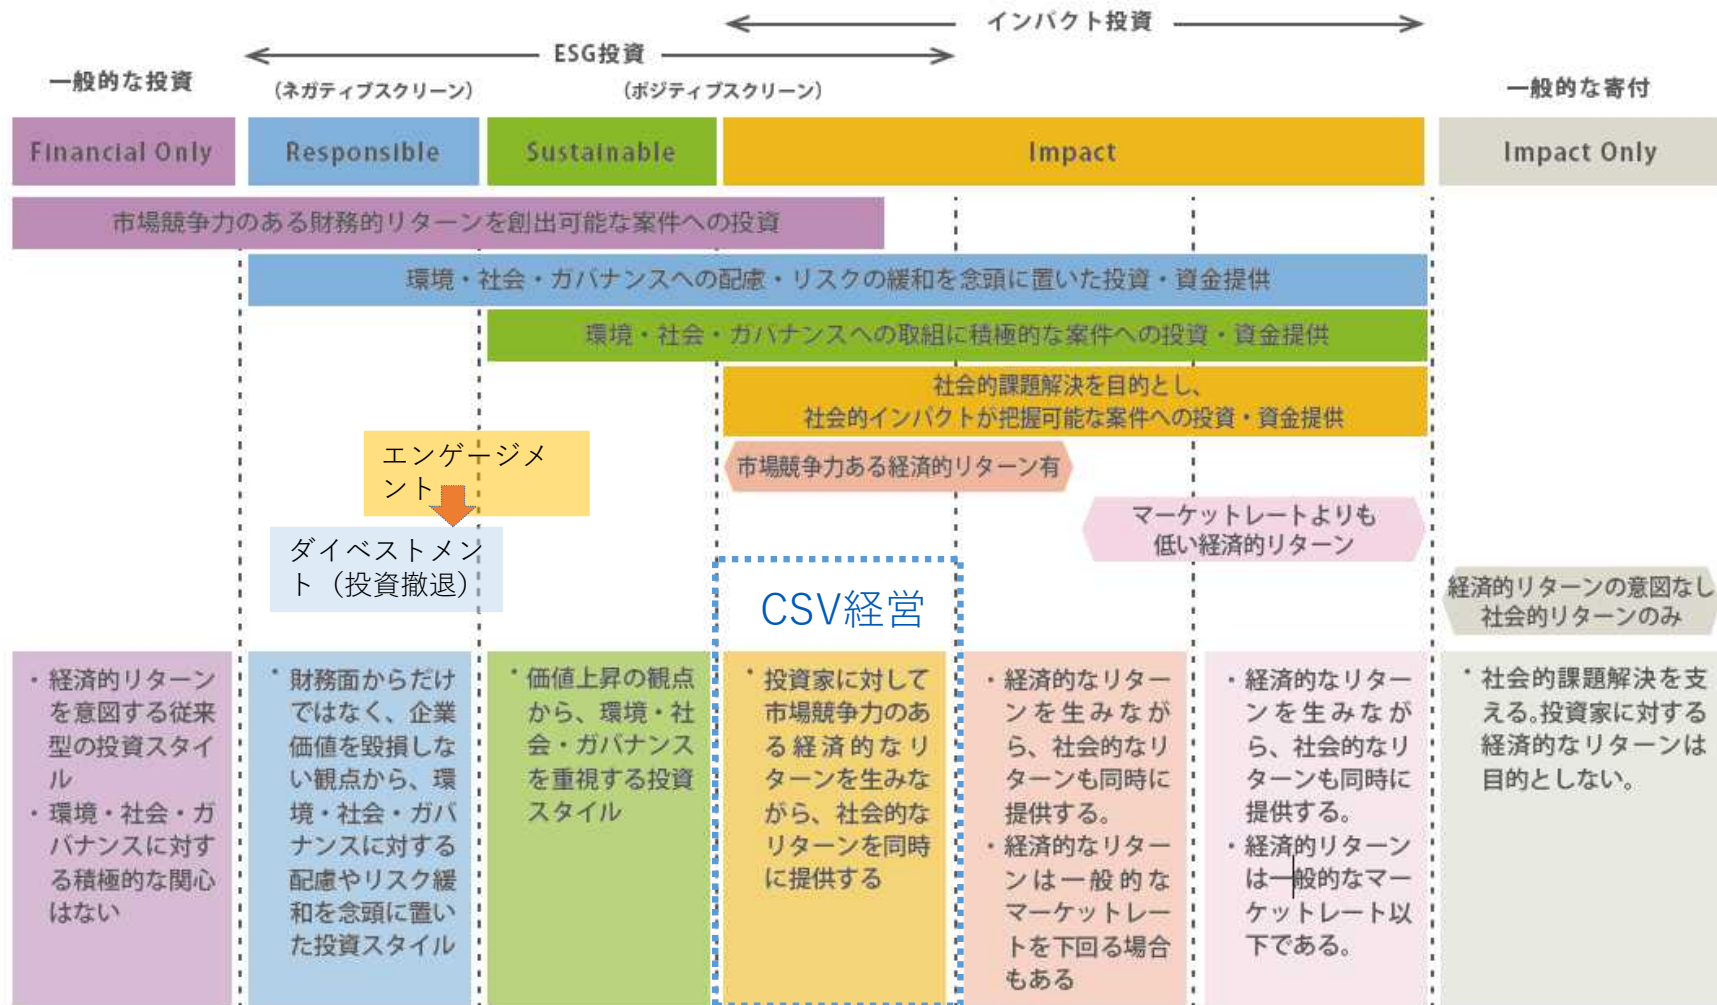 インパクト投資
ESG投資
一般的な投資
(ネガティブスクリーン)
(ポジティブスクリーン)
一般的な寄付
Financial Only
Responsible
Sustainable
Impact
Impact Only
市場競争力のある財務的リターンを創出可能な案件への投資
環境・社会・ガバナンスへの配慮・リスクの緩和を念頭に置いた投資・資金提供
環境・社会・ガバナンスへの取組に積極的な案件への投資・資金提供
社会的課題解決を目的とし、
社会的インパクトが把握可能な案件への投資・資金提供
エンゲージメ
ント
市場競争力ある経済的リターン有
マーケットレートよりも
低い経済的リターン
ダイベストメン
ト（投資撤退）
CSV経営
経済的リターンの意図なし
社会的リターンのみ
・経済的リターン
を意図する従来
型の投資スタイ
ル
・環境・社会・ガ
バナンスに対す
る積極的な関心
はない
・財務面からだけ
ではなく、企業
価値を毀損しな
い観点から、環
境・社会・ガバ
ナンスに対する
配慮やリスク緩
和を念頭に置い
た投資スタイル
・価値上昇の観点
から、環境・社
会・ガバナンス
を重視する投資
スタイル
・投資家に対して
市場競争力のあ
る経済的なリ
ターンを生みな
がら、社会的な
リターンを同時
に提供する
・経済的なリター
ンを生みなが
ら、社会的なリ
ターンも同時に
提供する。
・経済的なリター
ンは一般的な
マーケットレー
トを下回る場合
もある
・経済的なリター
ンを生みなが
ら、社会的なリ
ターンも同時に
提供する。
・経済的リターン
は一般的なマー
ケットレート以
下である。
・社会的課題解決を支
える。投資家に対する
経済的なリターンは
目的としない。